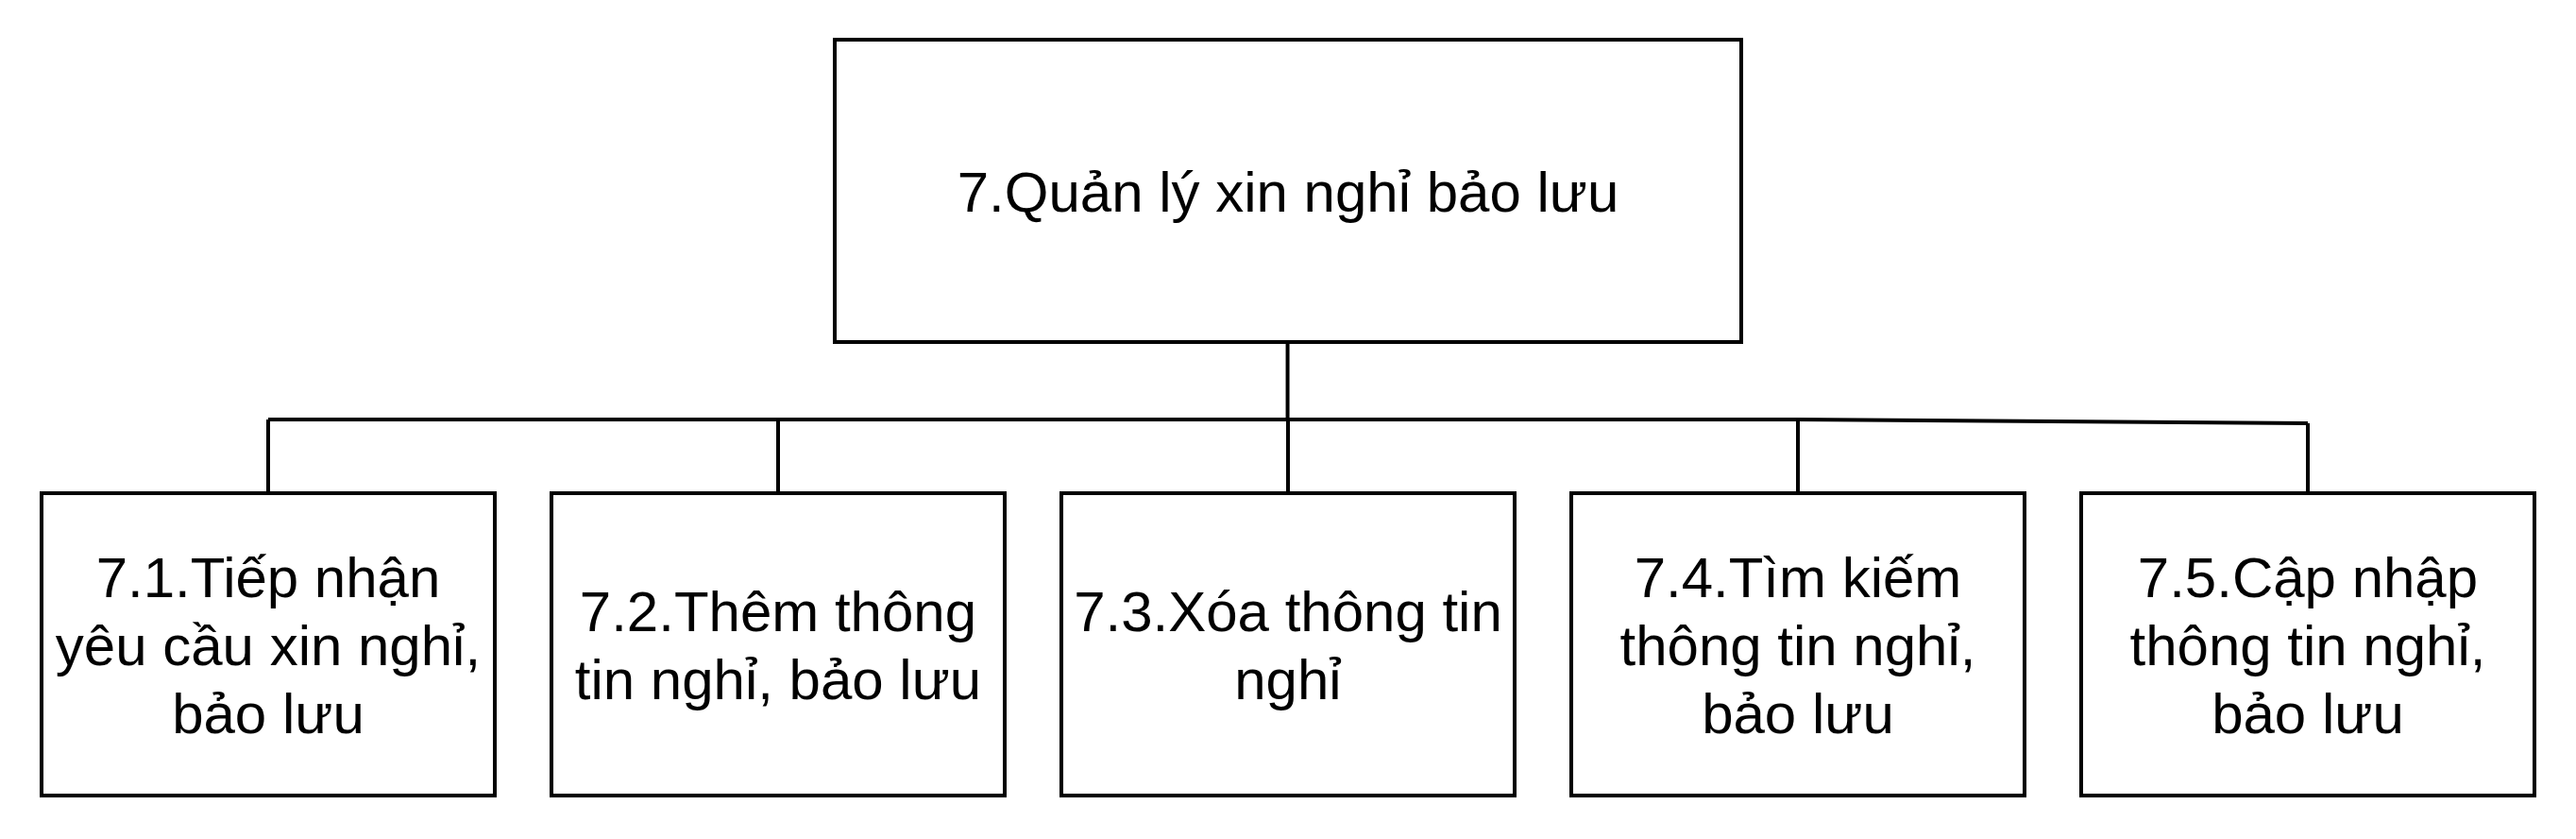 7.Quản lý xin nghỉ bảo lưu
7.1.Tiếp nhận
yêu cầu xin nghỉ,
bảo lưu
7.2.Thêm thông
tin nghỉ, bảo lưu
7.3.Xóa thông tin
nghỉ
7.4.Tìm kiếm
thông tin nghỉ,
bảo lưu
7.5.Cập nhập
thông tin nghỉ,
bảo lưu